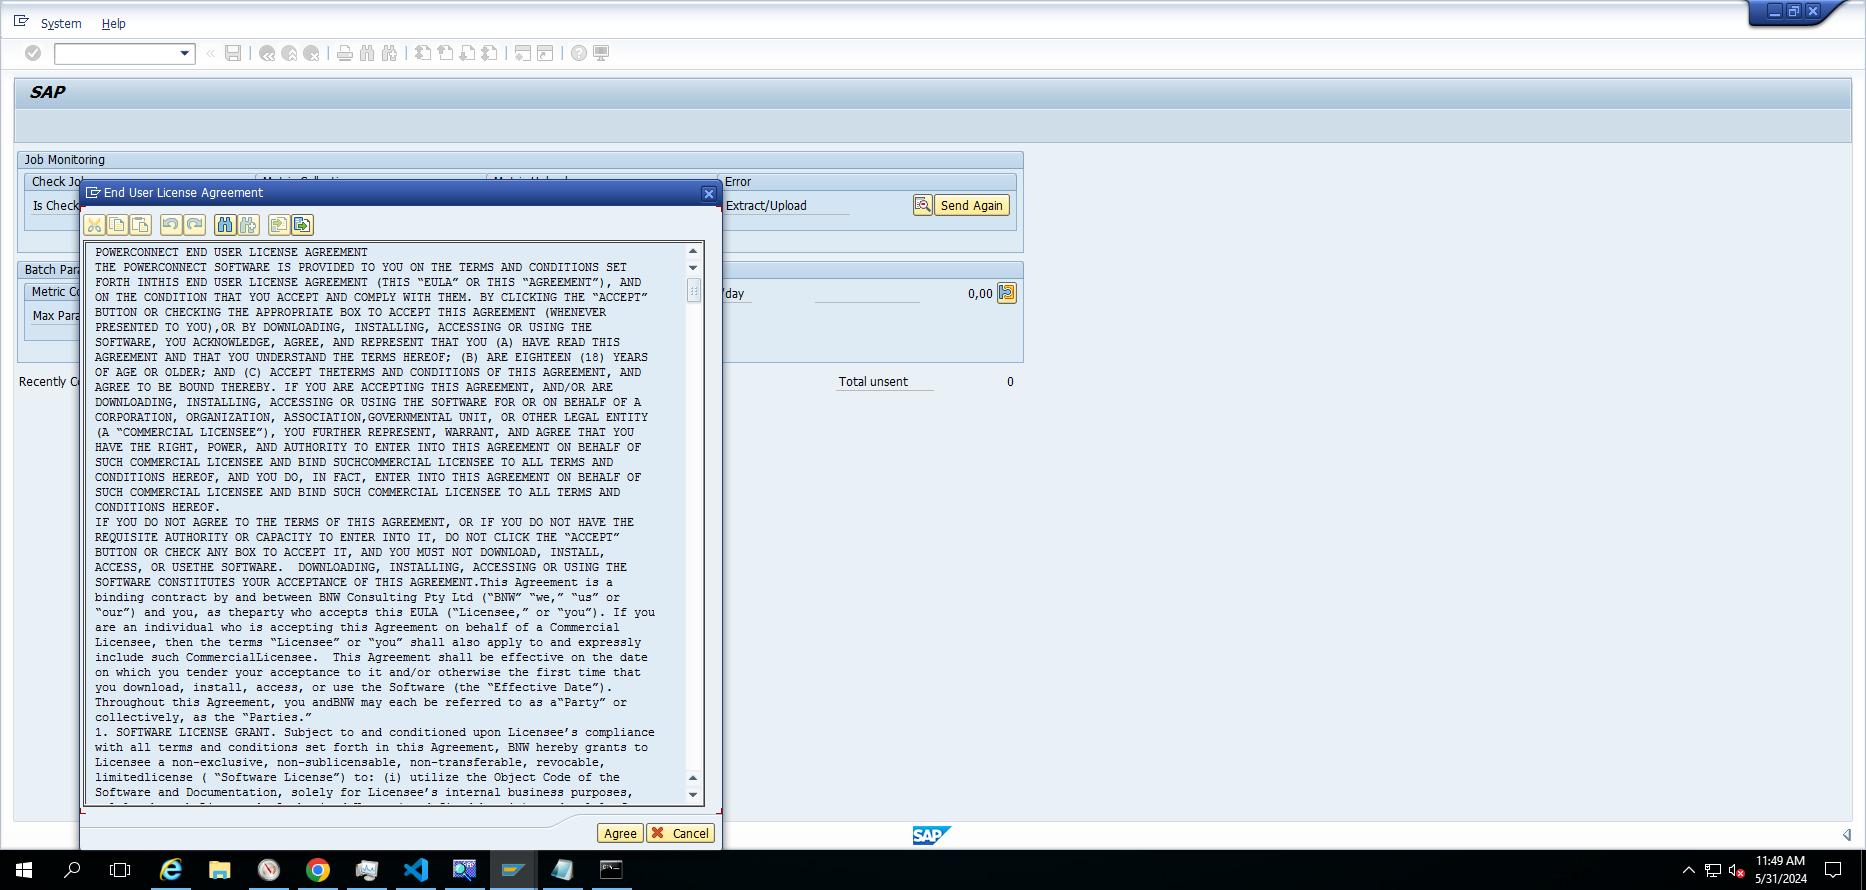 System Help
SAP
Job Monitoring
Check Jo
Error
Is Check
Extract/Upload
Send Again
Batch Para
Metric Co
/day
0,00
Max Para
Recently Co
Total unsent
0
End User License Agreement
POWERCONNECT END USER LICENSE AGREEMENT
THE POWERCONNECT SOFTWARE IS PROVIDED TO YOU ON THE TERMS AND CONDITIONS SET
FORTH INTHIS END USER LICENSE AGREEMENT (THIS “EULA” OR THIS “AGREEMENT”), AND
ON THE CONDITION THAT YOU ACCEPT AND COMPLY WITH THEM. BY CLICKING THE “ACCEPT”
BUTTON OR CHECKING THE APPROPRIATE BOX TO ACCEPT THIS AGREEMENT (WHENEVER
PRESENTED TO YOU),OR BY DOWNLOADING, INSTALLING, ACCESSING OR USING THE
SOFTWARE, YOU ACKNOWLEDGE, AGREE, AND REPRESENT THAT YOU (A) HAVE READ THIS
AGREEMENT AND THAT YOU UNDERSTAND THE TERMS HEREOF; (B) ARE EIGHTEEN (18) YEARS
OF AGE OR OLDER; AND (C) ACCEPT THETERMS AND CONDITIONS OF THIS AGREEMENT, AND
AGREE TO BE BOUND THEREBY. IF YOU ARE ACCEPTING THIS AGREEMENT, AND/OR ARE
DOWNLOADING, INSTALLING, ACCESSING OR USING THE SOFTWARE FOR OR ON BEHALF OF A
CORPORATION, ORGANIZATION, ASSOCIATION,GOVERNMENTAL UNIT, OR OTHER LEGAL ENTITY
(A “COMMERCIAL LICENSEE”), YOU FURTHER REPRESENT, WARRANT, AND AGREE THAT YOU
HAVE THE RIGHT, POWER, AND AUTHORITY TO ENTER INTO THIS AGREEMENT ON BEHALF OF
SUCH COMMERCIAL LICENSEE AND BIND SUCHCOMMERCIAL LICENSEE TO ALL TERMS AND
CONDITIONS HEREOF, AND YOU DO, IN FACT, ENTER INTO THIS AGREEMENT ON BEHALF OF
SUCH COMMERCIAL LICENSEE AND BIND SUCH COMMERCIAL LICENSEE TO ALL TERMS AND
CONDITIONS HEREOF.
IF YOU DO NOT AGREE TO THE TERMS OF THIS AGREEMENT, OR IF YOU DO NOT HAVE THE
REQUISITE AUTHORITY OR CAPACITY TO ENTER INTO IT, DO NOT CLICK THE “ACCEPT”
BUTTON OR CHECK ANY BOX TO ACCEPT IT, AND YOU MUST NOT DOWNLOAD, INSTALL,
ACCESS, OR USETHE SOFTWARE.  DOWNLOADING, INSTALLING, ACCESSING OR USING THE
SOFTWARE CONSTITUTES YOUR ACCEPTANCE OF THIS AGREEMENT.This Agreement is a
binding contract by and between BNW Consulting Pty Ltd (“BNW” “we,” “us” or
“our”) and you, as theparty who accepts this EULA (“Licensee,” or “you”). If you
are an individual who is accepting this Agreement on behalf of a Commercial
Licensee, then the terms “Licensee” or “you” shall also apply to and expressly
include such CommercialLicensee.  This Agreement shall be effective on the date
on which you tender your acceptance to it and/or otherwise the first time that
you download, install, access, or use the Software (the “Effective Date”).
Throughout this Agreement, you andBNW may each be referred to as a“Party” or
collectively, as the “Parties.”
1. SOFTWARE LICENSE GRANT. Subject to and conditioned upon Licensee’s compliance
with all terms and conditions set forth in this Agreement, BNW hereby grants to
Licensee a non-exclusive, non-sublicensable, non-transferable, revocable,
limitedlicense ( “Software License”) to: (i) utilize the Object Code of the
Software and Documentation, solely for Licensee’s internal business purposes,
Agree Cancel
SAP
11:49 AM
5/31/2024